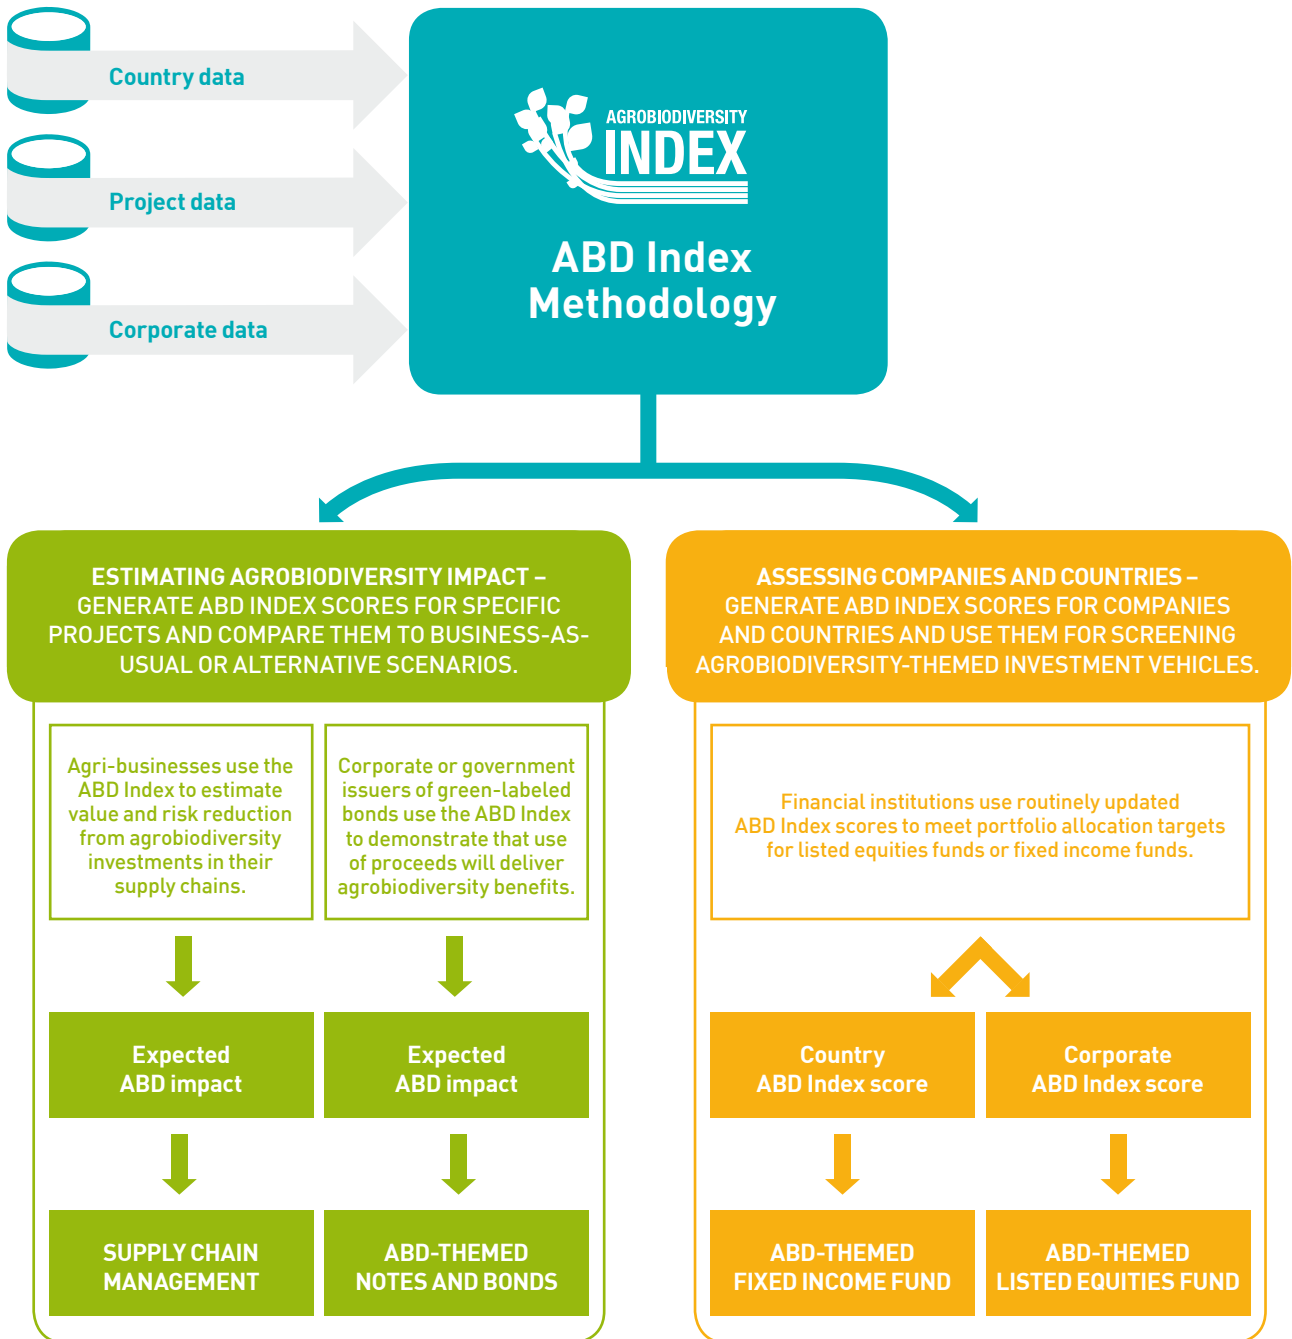 Country data
Project data
Corporate data
AGROBIODIVERSITY
INDEX
ABD Index
Methodology
ESTIMATING AGROBIODIVERSITY IMPACT –
GENERATE ABD INDEX SCORES FOR SPECIFIC
PROJECTS AND COMPARE THEM TO BUSINESS-AS-
USUAL OR ALTERNATIVE SCENARIOS.
Agri-businesses use the
ABD Index to estimate
value and risk reduction
from agrobiodiversity
investments in their
supply chains.
Corporate or government
issuers of green-labeled
bonds use the ABD Index
to demonstrate that use
of proceeds will deliver
agrobiodiversity benefits.
Expected
ABD impact
Expected
ABD impact
SUPPLY CHAIN
MANAGEMENT
ABD-THEMED
NOTES AND BONDS
ASSESSING COMPANIES AND COUNTRIES –
GENERATE ABD INDEX SCORES FOR COMPANIES
AND COUNTRIES AND USE THEM FOR SCREENING
AGROBIODIVERSITY-THEMED INVESTMENT VEHICLES.
Financial institutions use routinely updated
ABD Index scores to meet portfolio allocation targets
for listed equities funds or fixed income funds.
Country
ABD Index score
Corporate
ABD Index score
ABD-THEMED
FIXED INCOME FUND
ABD-THEMED
LISTED EQUITIES FUND